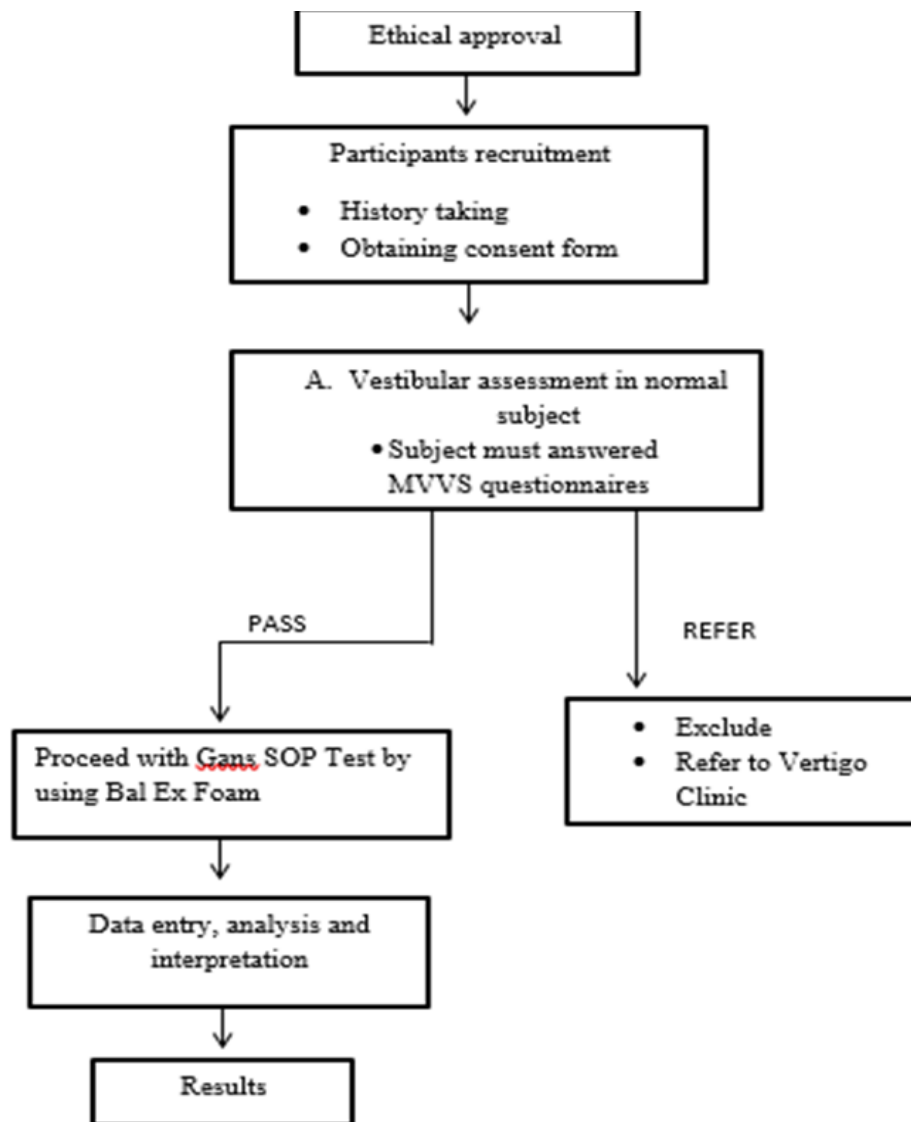 Ethical approval
Participants recruitment
• History taking
• Obtaining consent form
A. Vestibular assessment in normal
subject
• Subject must answered
MVVS questionnaires
PASS
REFER
• Exclude
• Refer to Vertigo
Clinic
Proceed with Gans SOP Test by
using Bal Ex Foam
Data entry, analysis and
interpretation
Results